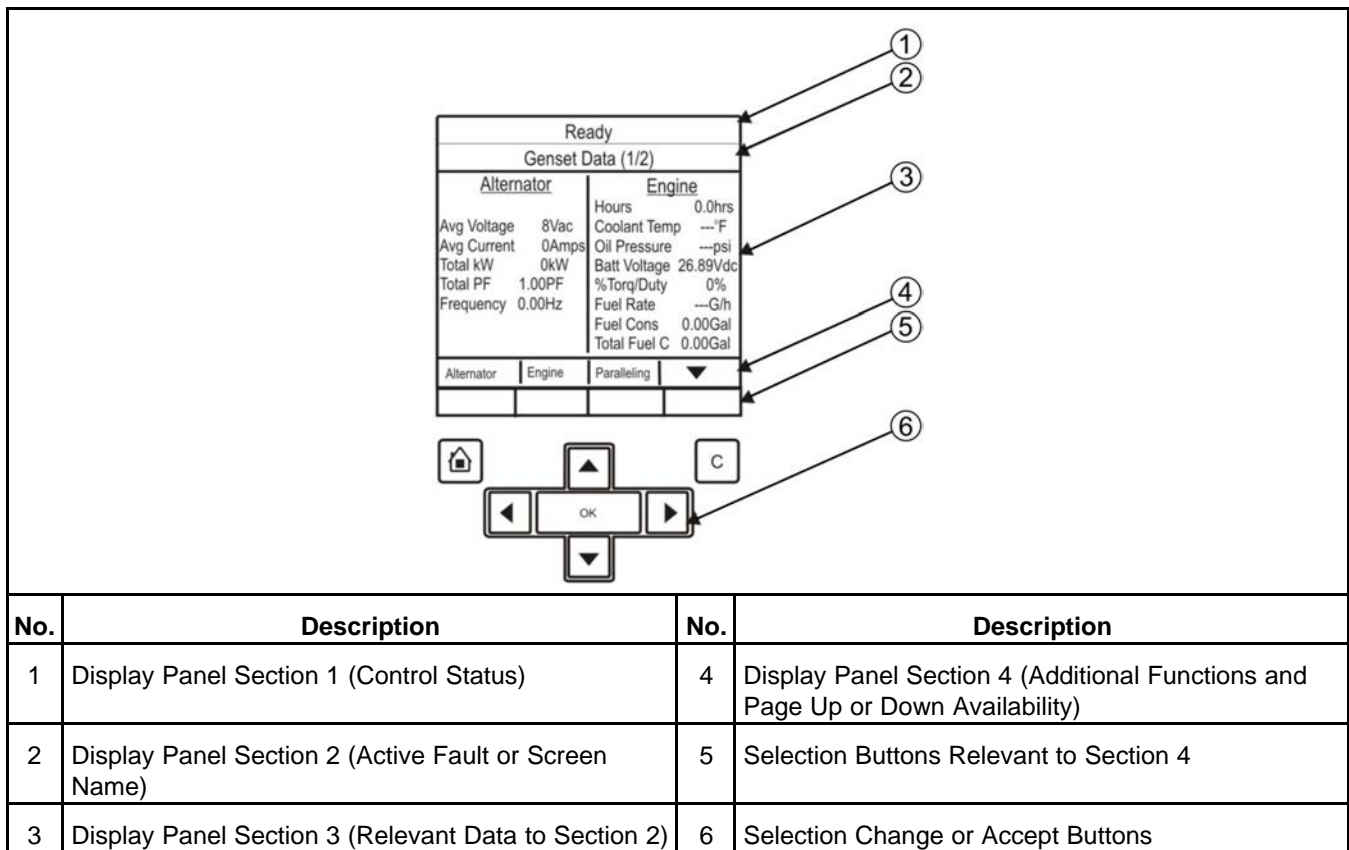 1
2
Ready
Genset Data (1/2)
Alternator
Avg Voltage 8Vac
Avg Current 0Amps
Total kW 0kW
Total PF 1.00PF
Frequency 0.00Hz
Engine
Hours 0.0hrs
Coolant Temp ---°F
Oil Pressure ---psi
Batt Voltage 26.89Vdc
%Torq/Duty 0%
Fuel Rate ---G/h
Fuel Cons 0.00Gal
Total Fuel C 0.00Gal
3
Alternator Engine Paralleling ▼
4
5
6
C
OK
No. Description No. Description
1 Display Panel Section 1 (Control Status)
4 Display Panel Section 4 (Additional Functions and
Page Up or Down Availability)
2 Display Panel Section 2 (Active Fault or Screen
Name)
5 Selection Buttons Relevant to Section 4
3 Display Panel Section 3 (Relevant Data to Section 2)
6 Selection Change or Accept Buttons